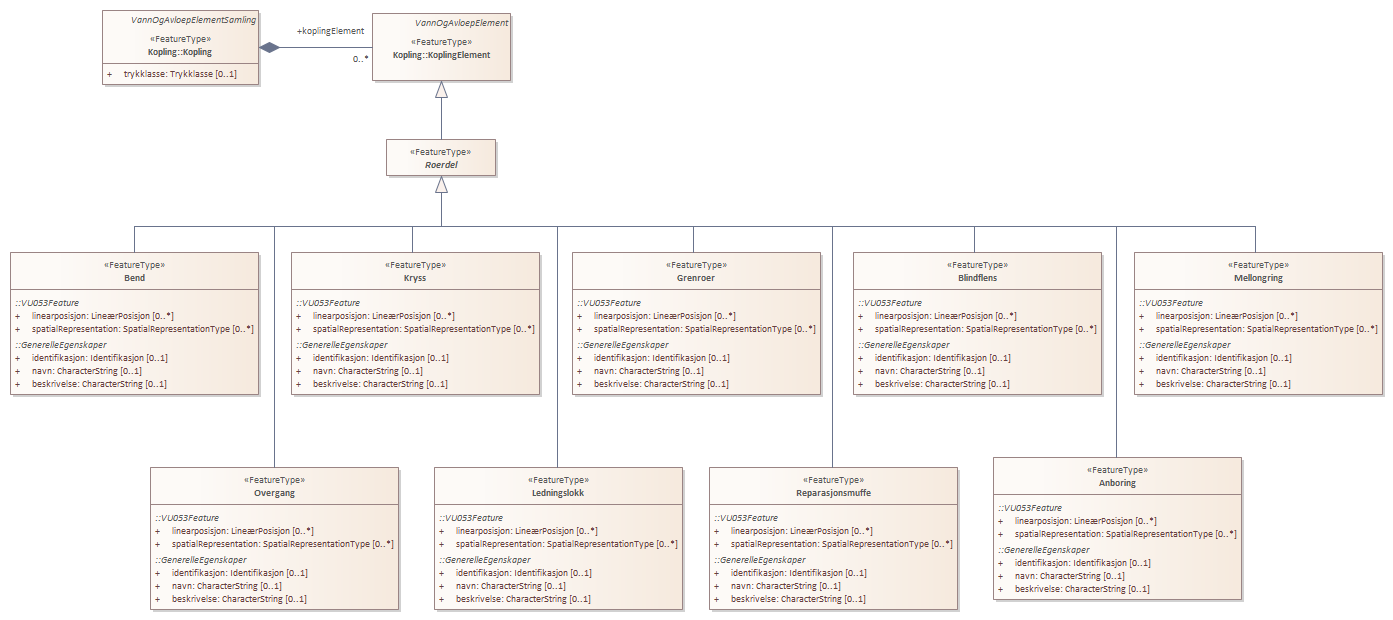 VannOgAvloepElementSamling
«FeatureType»
Kopling::Kopling
+ trykklasse: Trykklasse [0..1]
+koplingElement
0..*
VannOgAvloepElement
«FeatureType»
Kopling::KoplingElement
«FeatureType»
Roerdel
«FeatureType»
Bend
::VU053Feature
+ linearposisjon: LineærPosisjon [0..*]
+ spatialRepresentation: SpatialRepresentationType [0..*]
::GenerelleEgenskaper
+ identifikasjon: Identifikasjon [0..1]
+ navn: CharacterString [0..1]
+ beskrivelse: CharacterString [0..1]
«FeatureType»
Kryss
::VU053Feature
+ linearposisjon: LineærPosisjon [0..*]
+ spatialRepresentation: SpatialRepresentationType [0..*]
::GenerelleEgenskaper
+ identifikasjon: Identifikasjon [0..1]
+ navn: CharacterString [0..1]
+ beskrivelse: CharacterString [0..1]
«FeatureType»
Grenroer
::VU053Feature
+ linearposisjon: LineærPosisjon [0..*]
+ spatialRepresentation: SpatialRepresentationType [0..*]
::GenerelleEgenskaper
+ identifikasjon: Identifikasjon [0..1]
+ navn: CharacterString [0..1]
+ beskrivelse: CharacterString [0..1]
«FeatureType»
Blindflens
::VU053Feature
+ linearposisjon: LineærPosisjon [0..*]
+ spatialRepresentation: SpatialRepresentationType [0..*]
::GenerelleEgenskaper
+ identifikasjon: Identifikasjon [0..1]
+ navn: CharacterString [0..1]
+ beskrivelse: CharacterString [0..1]
«FeatureType»
Mellongring
::VU053Feature
+ linearposisjon: LineærPosisjon [0..*]
+ spatialRepresentation: SpatialRepresentationType [0..*]
::GenerelleEgenskaper
+ identifikasjon: Identifikasjon [0..1]
+ navn: CharacterString [0..1]
+ beskrivelse: CharacterString [0..1]
«FeatureType»
Overgang
::VU053Feature
+ linearposisjon: LineærPosisjon [0..*]
+ spatialRepresentation: SpatialRepresentationType [0..*]
::GenerelleEgenskaper
+ identifikasjon: Identifikasjon [0..1]
+ navn: CharacterString [0..1]
+ beskrivelse: CharacterString [0..1]
«FeatureType»
Ledningslokk
::VU053Feature
+ linearposisjon: LineærPosisjon [0..*]
+ spatialRepresentation: SpatialRepresentationType [0..*]
::GenerelleEgenskaper
+ identifikasjon: Identifikasjon [0..1]
+ navn: CharacterString [0..1]
+ beskrivelse: CharacterString [0..1]
«FeatureType»
Reparasjonsmuffe
::VU053Feature
+ linearposisjon: LineærPosisjon [0..*]
+ spatialRepresentation: SpatialRepresentationType [0..*]
::GenerelleEgenskaper
+ identifikasjon: Identifikasjon [0..1]
+ navn: CharacterString [0..1]
+ beskrivelse: CharacterString [0..1]
«FeatureType»
Anboring
::VU053Feature
+ linearposisjon: LineærPosisjon [0..*]
+ spatialRepresentation: SpatialRepresentationType [0..*]
::GenerelleEgenskaper
+ identifikasjon: Identifikasjon [0..1]
+ navn: CharacterString [0..1]
+ beskrivelse: CharacterString [0..1]